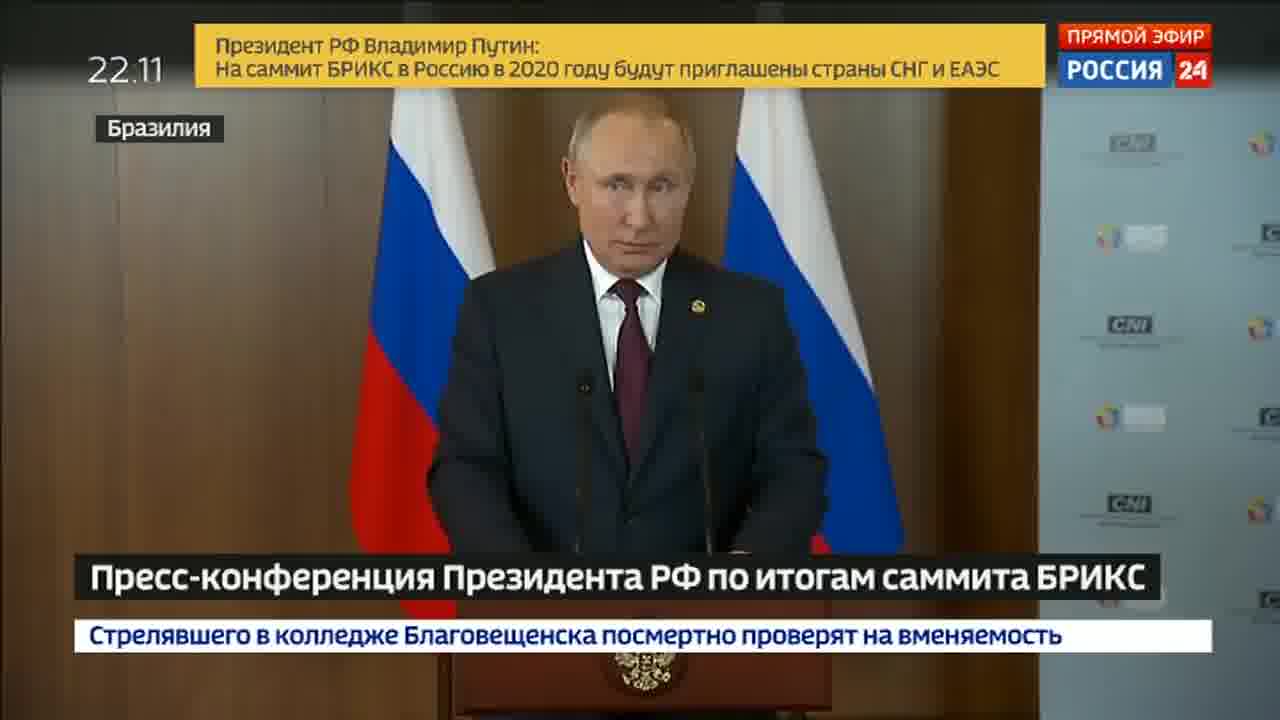 Президент РФ Владимир Путин:
На саммит БРИКС в Россию в 2020 году будут приглашены страны СНГ и ЕАЭС
ПРЯМОЙ ЭФИР
РОССИЯ 24
22.11
Бразилия
CNI
CNI
CNI
Пресс-конференция Президента РФ по итогам саммита БРИКС
Стрелявшего в колледже Благовещенска посмертно проверят на вменяемость